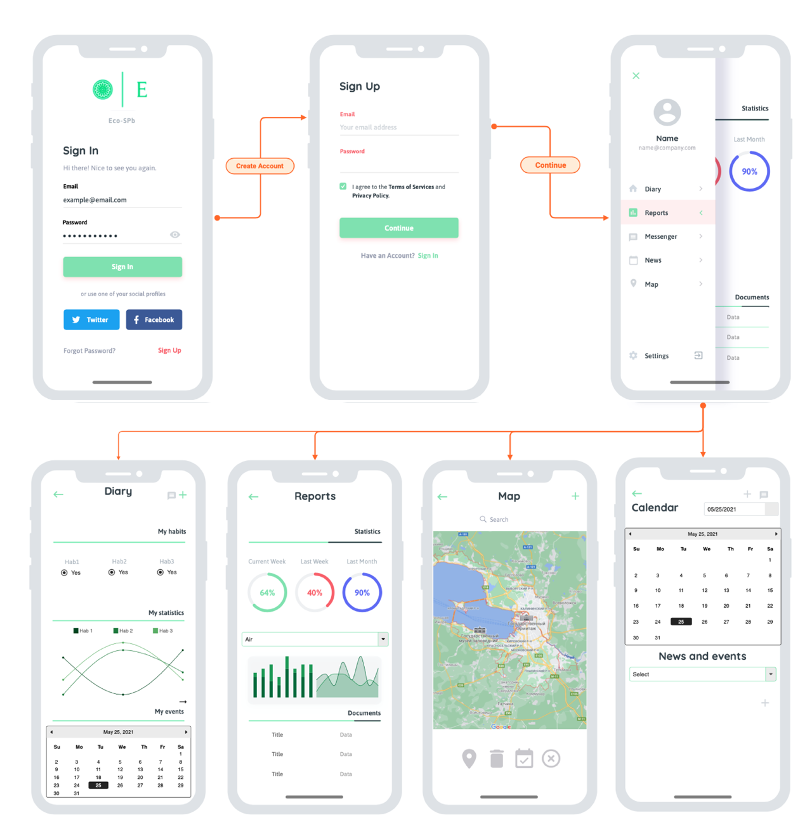 E
Eco-SPb
Sign In
Hi there! Nice to see you again.
Email
example@email.com
Password
Sign In
or use one of your social profiles
Twitter
Facebook
Forgot Password?
Sign Up
Create Account
Sign Up
Email
Your email address
Password
I agree to the Terms of Services and
Privacy Policy.
Continue
Have an Account? Sign In
Continue
Name
name@company.com
Diary
Reports
Messenger
News
Map
Settings
Statistics
Last Month
90%
Documents
Data
Data
Data
Diary
My habits
Hab1 Hab2 Hab3
Yes Yes Yes
My statistics
Hab 1 Hab 2 Hab 3
My events
May 25, 2021
Su Mo Tu We Th Fr Sa
1
2 3 4 5 6 7 8
9 10 11 12 13 14 15
16 17 18 19 20 21 22
23 24 25 26 27 28 29
30 31
Reports
Statistics
Current Week Last Week Last Month
64% 40% 90%
Air
Documents
Title Data
Title Data
Title Data
Map
Search
Google
Calendar
05/25/2021
May 25, 2021
Su Mo Tu We Th Fr Sa
1
2 3 4 5 6 7 8
9 10 11 12 13 14 15
16 17 18 19 20 21 22
23 24 25 26 27 28 29
30 31
News and events
Select